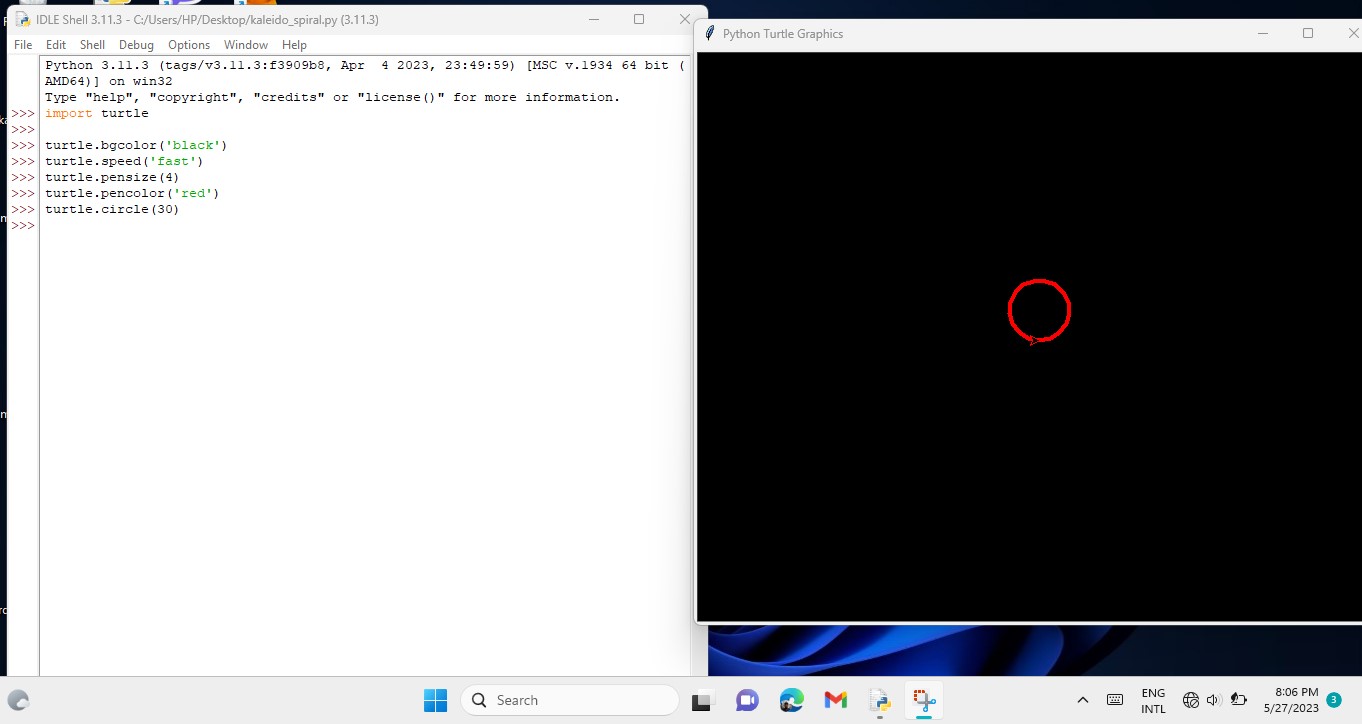 IDLE Shell 3.11.3 - C:/Users/HP/Desktop/kaleido_spiral.py (3.11.3)
File Edit Shell Debug Options Window Help
Python 3.11.3 (tags/v3.11.3:f3909b8, Apr  4 2023, 23:49:59) [MSC v.1934 64 bit (
AMD64)] on win32
Type "help", "copyright", "credits" or "license()" for more information.
>>> import turtle
>>>
>>> turtle.bgcolor('black')
>>> turtle.speed('fast')
>>> turtle.pensize(4)
>>> turtle.pencolor('red')
>>> turtle.circle(30)
>>>
Python Turtle Graphics
Search
ENG
INTL
8:06 PM
5/27/2023
3